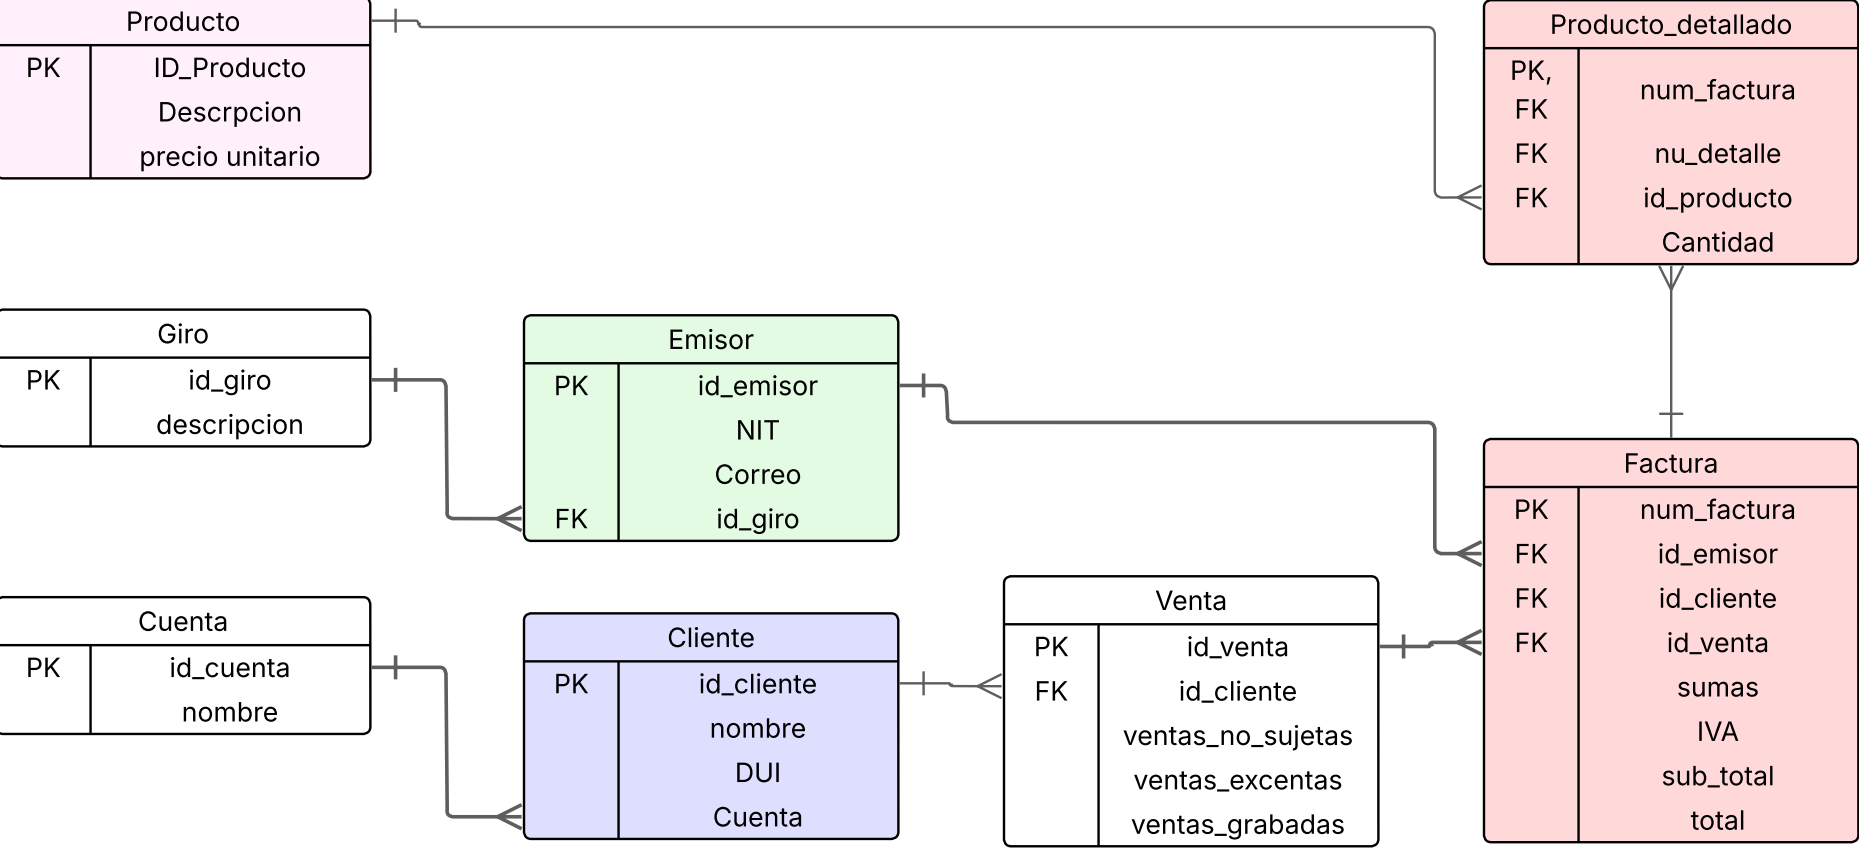 Producto
PK ID_Producto
Descrpcion
precio unitario
Producto_detallado
PK,
FK num_factura
FK nu_detalle
FK id_producto
Cantidad
Giro
PK id_giro
descripcion
Emisor
PK id_emisor
NIT
Correo
FK id_giro
Cuenta
PK id_cuenta
nombre
Cliente
PK id_cliente
nombre
DUI
Cuenta
Venta
PK id_venta
FK id_cliente
ventas_no_sujetas
ventas_excentas
ventas_grabadas
Factura
PK num_factura
FK id_emisor
FK id_cliente
FK id_venta
sumas
IVA
sub_total
total